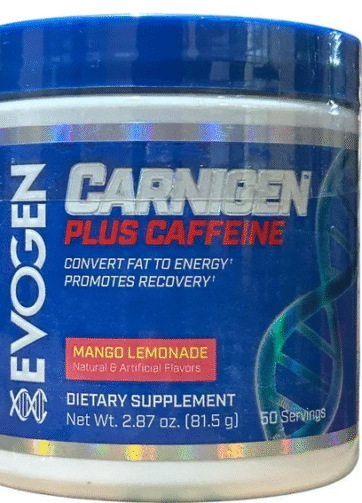 EVOGEN
CARNIGEN
PLUS CAFFEINE
CONVERT FAT TO ENERGY†
PROMOTES RECOVERY†
MANGO LEMONADE
Natural & Artificial Flavors
DIETARY SUPPLEMENT
Net Wt. 2.87 oz. (81.5 g)
50 Servings